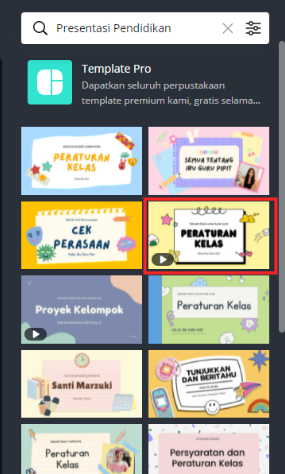 Presentasi Pendidikan
Template Pro
Dapatkan seluruh perpustakaan
template premium kami, gratis selama...
PERATURAN
KELAS
SEMUA TENTANG
IBU GURU PIPIT
CEK
PERASAAN
PERATURAN
KELAS
Proyek Kelompok
Peraturan Kelas
Santi Marzuki
TUNJUKKAN
DAN BERITAHU
Peraturan
Kelas
Persyaratan dan
Peraturan Kelas